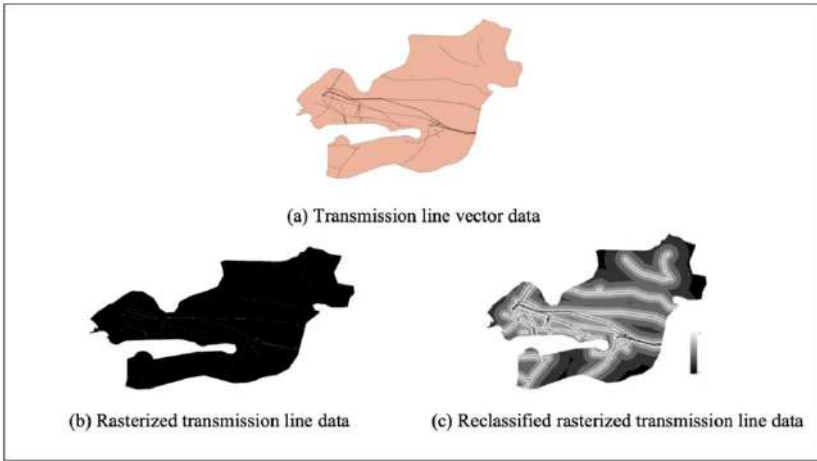 (a) Transmission line vector data
(b) Rasterized transmission line data
(c) Reclassified rasterized transmission line data